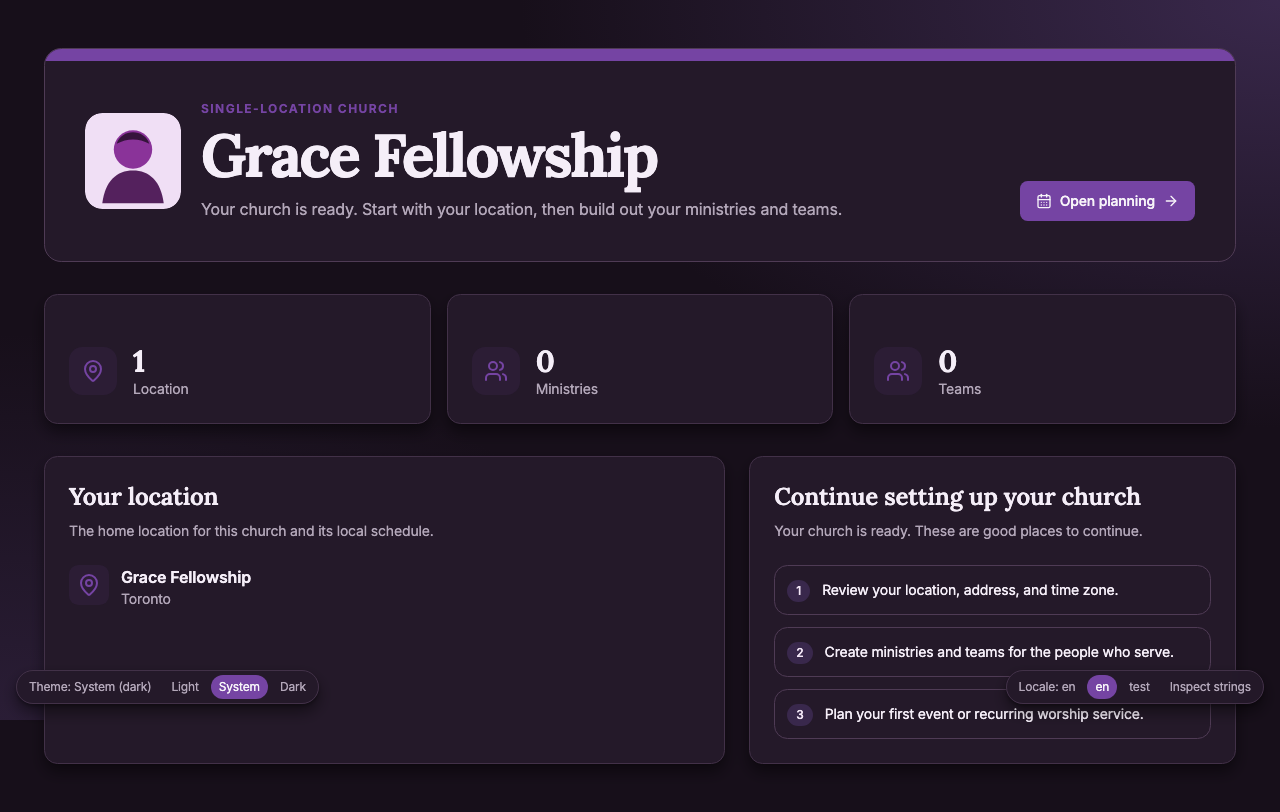 SINGLE-LOCATION CHURCH
Grace Fellowship
Your church is ready. Start with your location, then build out your ministries and teams.
Open planning
1
Location
0
Ministries
0
Teams
Your location
The home location for this church and its local schedule.
Grace Fellowship
Toronto
Continue setting up your church
Your church is ready. These are good places to continue.
1 Review your location, address, and time zone.
2 Create ministries and teams for the people who serve.
3 Plan your first event or recurring worship service.
Theme: System (dark) Light System Dark
Locale: en en test Inspect strings